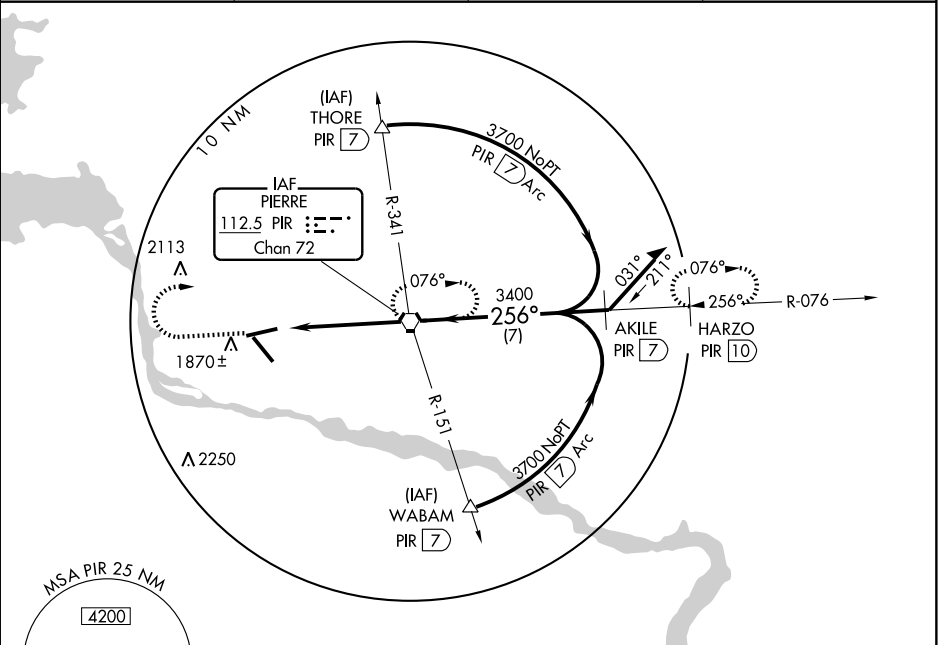 10 NM
(IAF)
THORE
PIR 7
3700 NoPT
PIR 7 Arc
IAF
PIERRE
112.5 PIR
Chan 72
R-341
2113
076°
3400
256°
(7)
031°
211°
076°
256°
R-076
AKILE
PIR 7
HARZO
PIR 10
1870±
R-151
2250
3700 NoPT
PIR 7 Arc
(IAF)
WABAM
PIR 7
MSA PIR 25 NM
4200